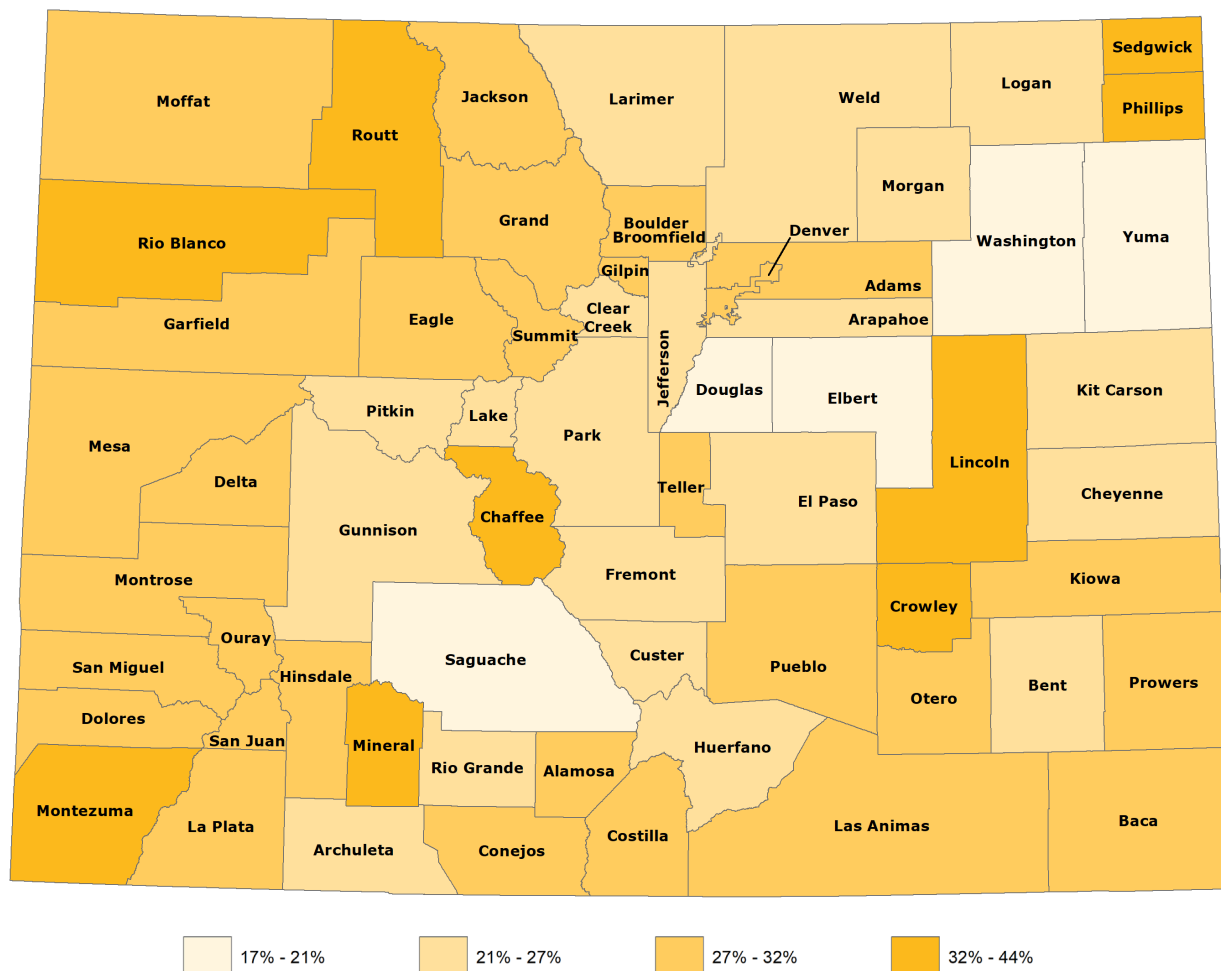 Sedgwick
Logan
Jackson
Larimer
Weld
Moffat
Phillips
Routt
Morgan
Grand
Boulder
Denver
Broomfield
Yuma
Washington
Rio Blanco
Gilpin
Adams
Clear
Creek
Eagle
Arapahoe
Garfield
Summit
Jefferson
Douglas
Kit Carson
Elbert
Pitkin
Lake
Park
Mesa
Lincoln
Delta
Teller
Cheyenne
El Paso
Chaffee
Gunnison
Fremont
Kiowa
Montrose
Crowley
Ouray
Custer
Saguache
San Miguel
Pueblo
Hinsdale
Prowers
Bent
Otero
Dolores
San Juan
Mineral
Huerfano
Rio Grande
Alamosa
Montezuma
Baca
La Plata
Las Animas
Costilla
Archuleta
Conejos
17% - 21%
21% - 27%
27% - 32%
32% - 44%